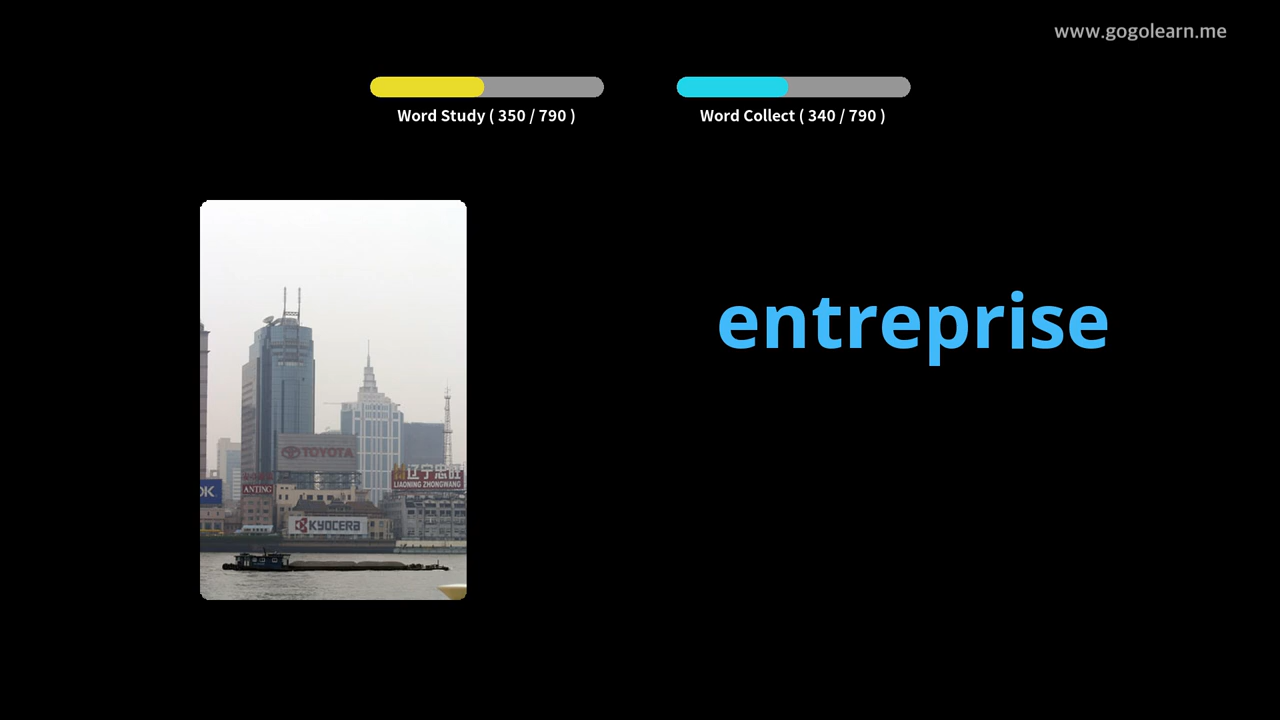 www.gogolearn.me
Word Study ( 350 / 790 )
Word Collect ( 340 / 790 )
entreprise
TOYOTA
辽宁忠旺
LIAONING ZHONGWANG
ANTING
KYOCERA